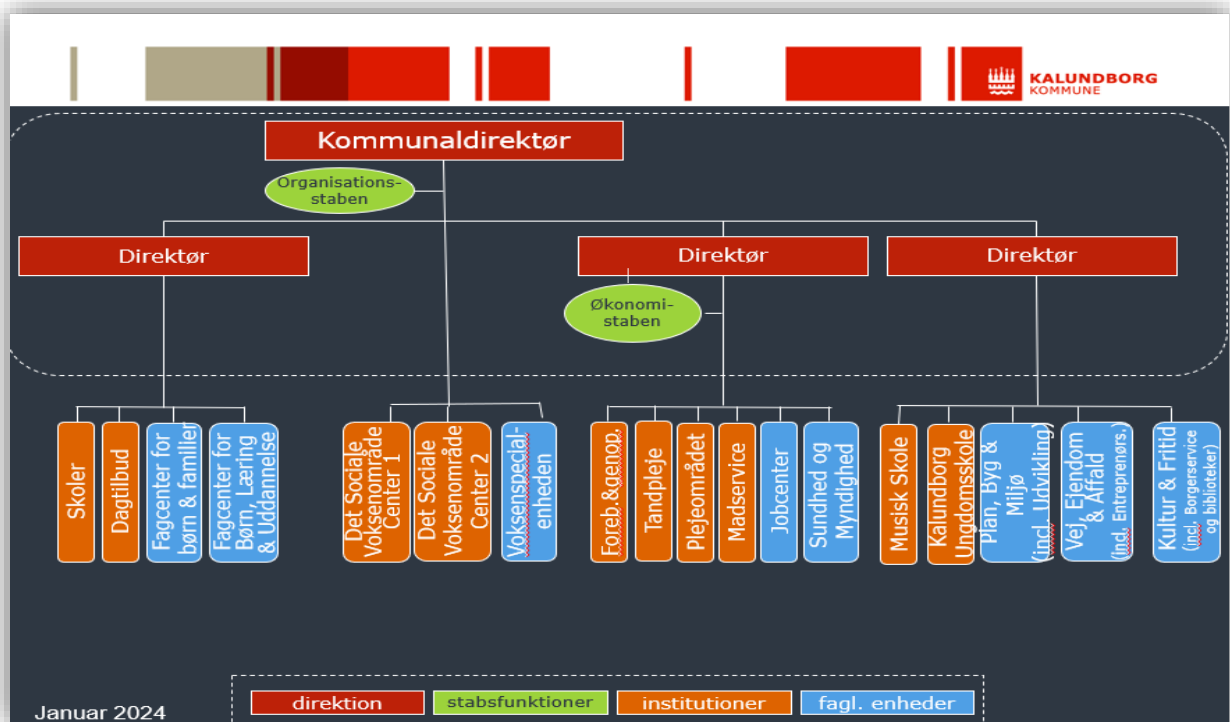 KALUNDBORG
KOMMUNE
Kommunaldirektør
Organisations-
staben
Direktør
Direktør
Direktør
Økonomi-
staben
Skoler
Dagtilbud
Fagcenter for
børn & familier
Fagcenter for
Børn, Læring
& Uddannelse
Det Sociale
Voksenområde
Center 1
Det Sociale
Voksenområde
Center 2
Voksenspecial-
enheden
Foreb.&genop.
Tandpleje
Plejeområdet
Madservice
Jobcenter
Sundhed og
Myndighed
Musisk Skole
Kalundborg
Ungdomsskole
Plan, Byg &
Miljø
(incl. Udvikling)
Vej, Ejendom
& Affald
(incl. Entreprenørs.)
Kultur & Fritid
(incl. Borgerservice
og biblioteker)
Januar 2024
direktion
stabsfunktioner
institutioner
fagl. enheder